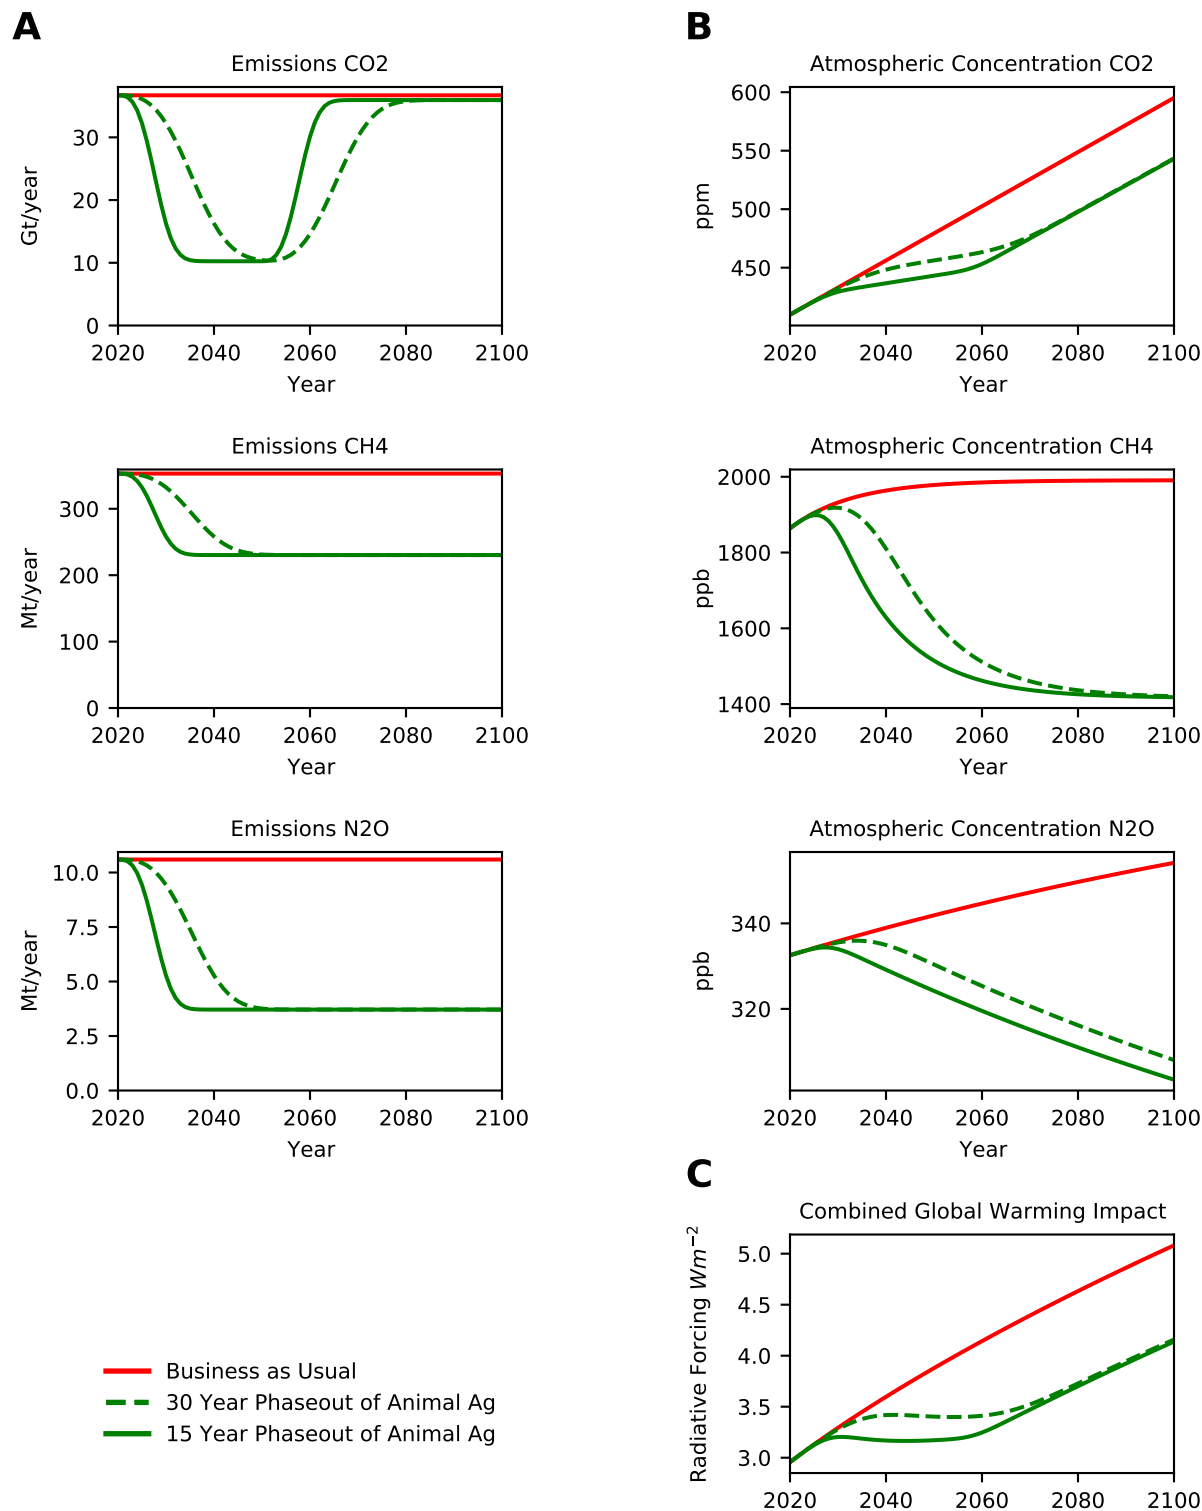 A
Emissions CO2
Gt/year
30
20
10
0
2020 2040 2060 2080 2100
Year
B
Atmospheric Concentration CO2
ppm
600
550
500
450
2020 2040 2060 2080 2100
Year
Emissions CH4
Mt/year
300
200
100
0
2020 2040 2060 2080 2100
Year
Atmospheric Concentration CH4
ppb
2000
1800
1600
1400
2020 2040 2060 2080 2100
Year
Emissions N2O
Mt/year
10.0
7.5
5.0
2.5
0.0
2020 2040 2060 2080 2100
Year
Atmospheric Concentration N2O
ppb
340
320
2020 2040 2060 2080 2100
Year
C
Combined Global Warming Impact
Radiative Forcing Wm⁻²
5.0
4.5
4.0
3.5
3.0
2020 2040 2060 2080 2100
Business as Usual
30 Year Phaseout of Animal Ag
15 Year Phaseout of Animal Ag